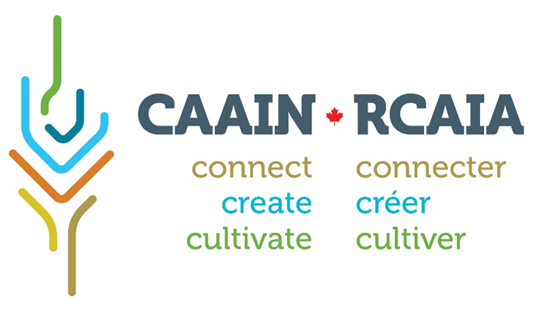 CAAIN RCAIA
connect connecter
create créer
cultivate cultiver